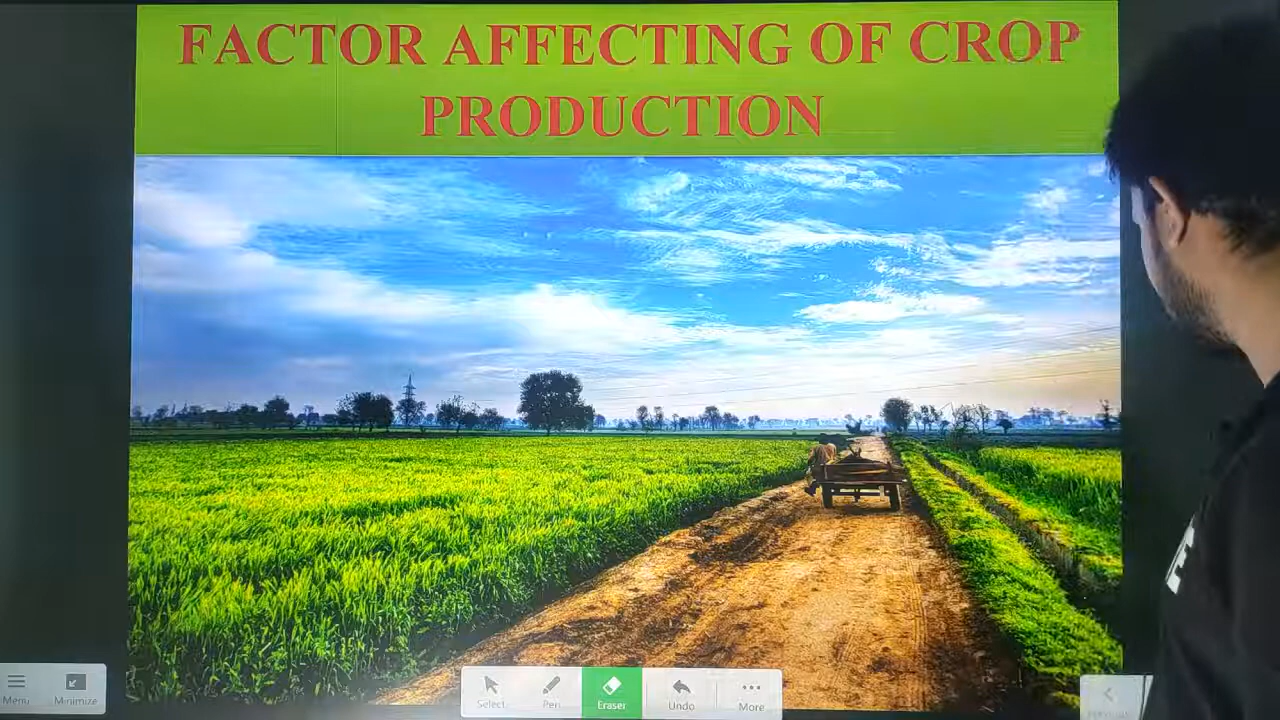 FACTOR AFFECTING OF CROP
PRODUCTION
Menu
Minimize
Select
Pen
Eraser
Undo
More